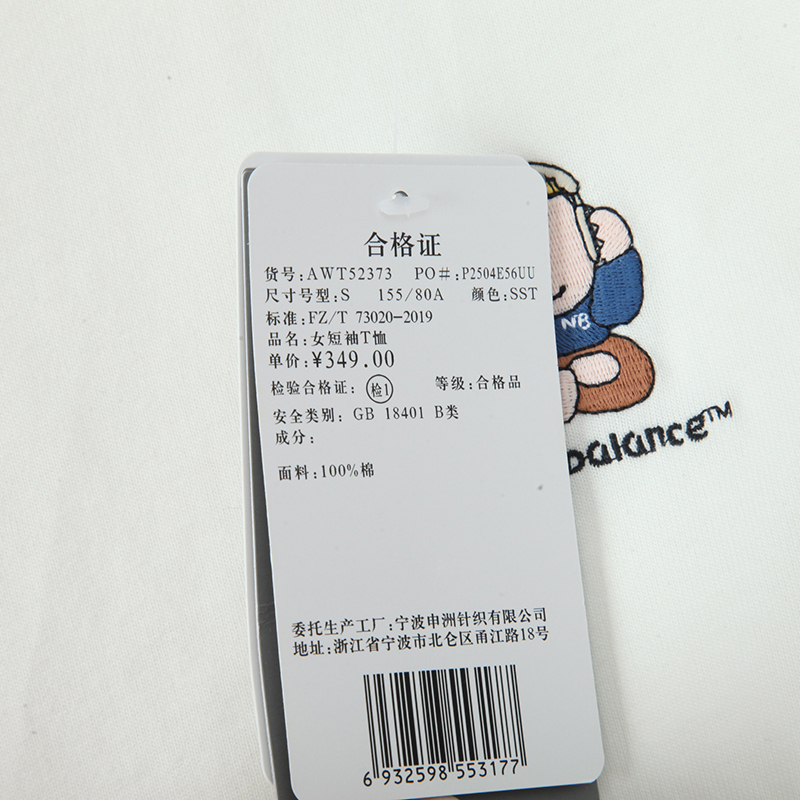 合格证
货号:AWT52373 PO#:P2504E56UU
尺寸号型:S 155/80A 颜色:SST
标准:FZ/T 73020-2019
品名:女短袖T恤
单价:¥349.00
检验合格证: 检1 等级:合格品
安全类别: GB 18401 B类
成分:
面料:100%棉
委托生产工厂:宁波申洲针织有限公司
地址:浙江省宁波市北仑区甬江路18号
6 932598 553177
NB
balance™